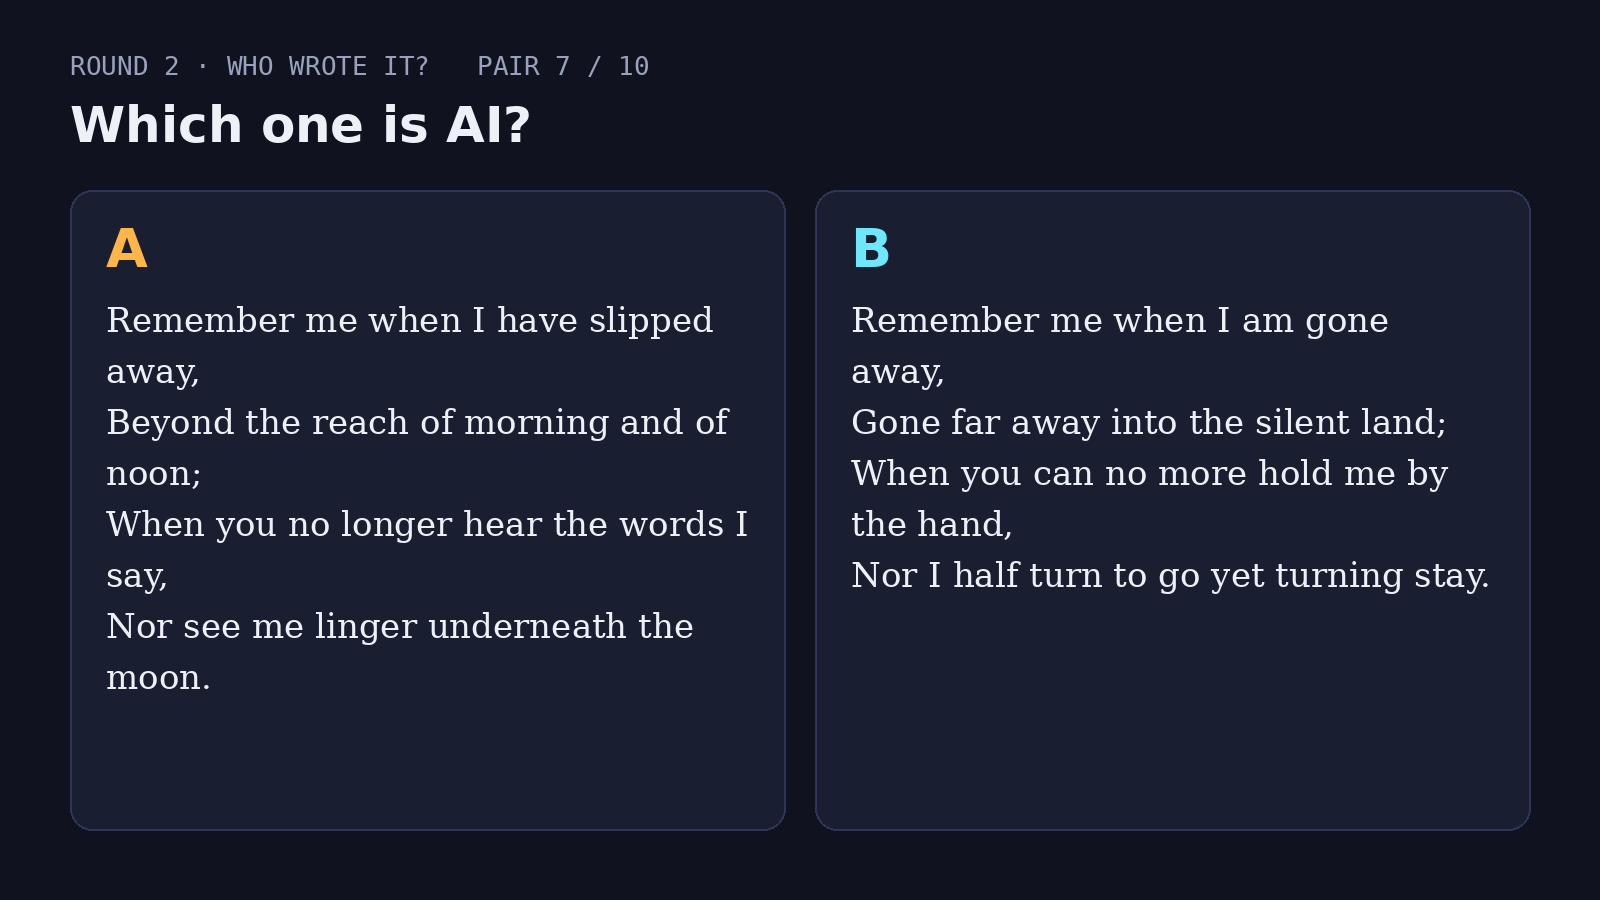 ROUND 2 · WHO WROTE IT?   PAIR 7 / 10
Which one is AI?
A
Remember me when I have slipped
away,
Beyond the reach of morning and of
noon;
When you no longer hear the words I
say,
Nor see me linger underneath the
moon.
B
Remember me when I am gone
away,
Gone far away into the silent land;
When you can no more hold me by
the hand,
Nor I half turn to go yet turning stay.